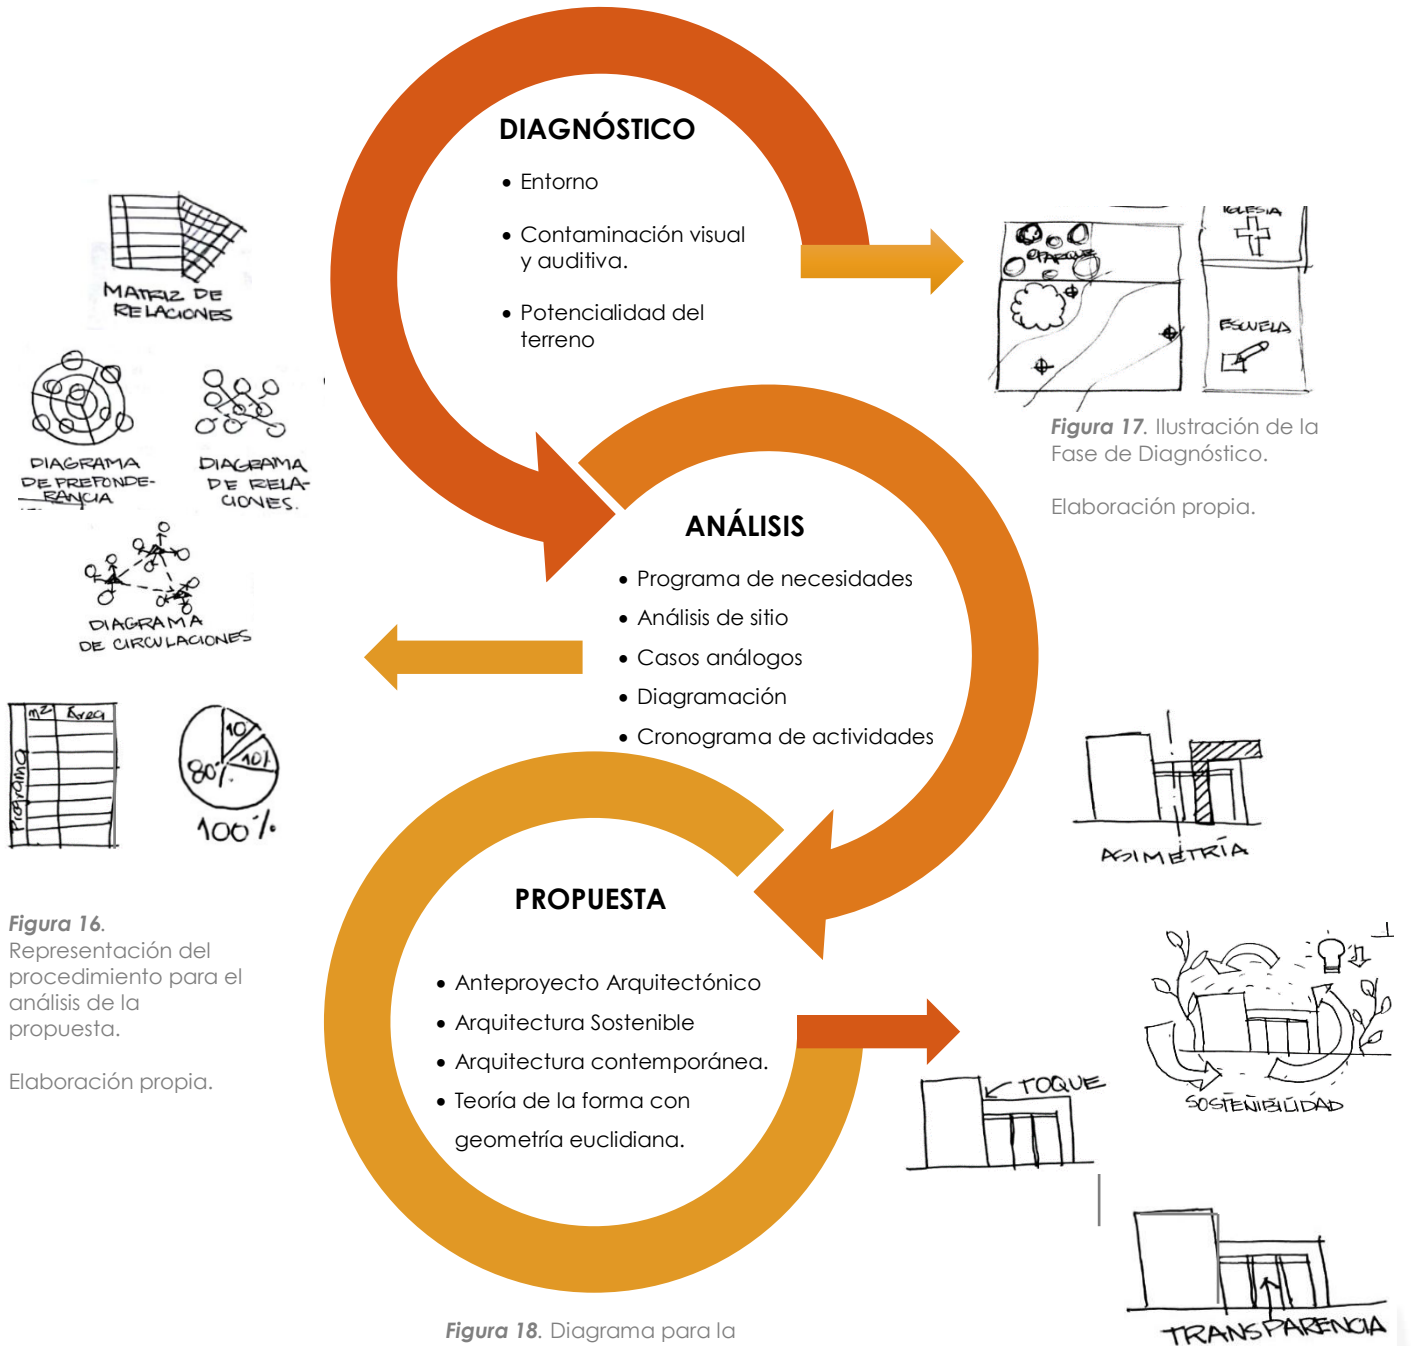 DIAGNÓSTICO
• Entorno
• Contaminación visual
y auditiva.
• Potencialidad del
terreno
MATRIZ DE
RELACIONES
DIAGRAMA
DE PREPONDE-
RANCIA
DIAGRAMA
DE RELA-
CIONES.
DIAGRAMA
DE CIRCULACIONES
Programa
m2 Área
10
10%
80%
100%
Figura 16.
Representación del
procedimiento para el
análisis de la
propuesta.
Elaboración propia.
PARQUE
IGLESIA
ESCUELA
Figura 17. Ilustración de la
Fase de Diagnóstico.
Elaboración propia.
ANÁLISIS
• Programa de necesidades
• Análisis de sitio
• Casos análogos
• Diagramación
• Cronograma de actividades
PROPUESTA
• Anteproyecto Arquitectónico
• Arquitectura Sostenible
• Arquitectura contemporánea.
• Teoría de la forma con
geometría euclidiana.
ASIMETRÍA
SOSTENIBILIDAD
TOQUE
TRANSPARENCIA
Figura 18. Diagrama para la